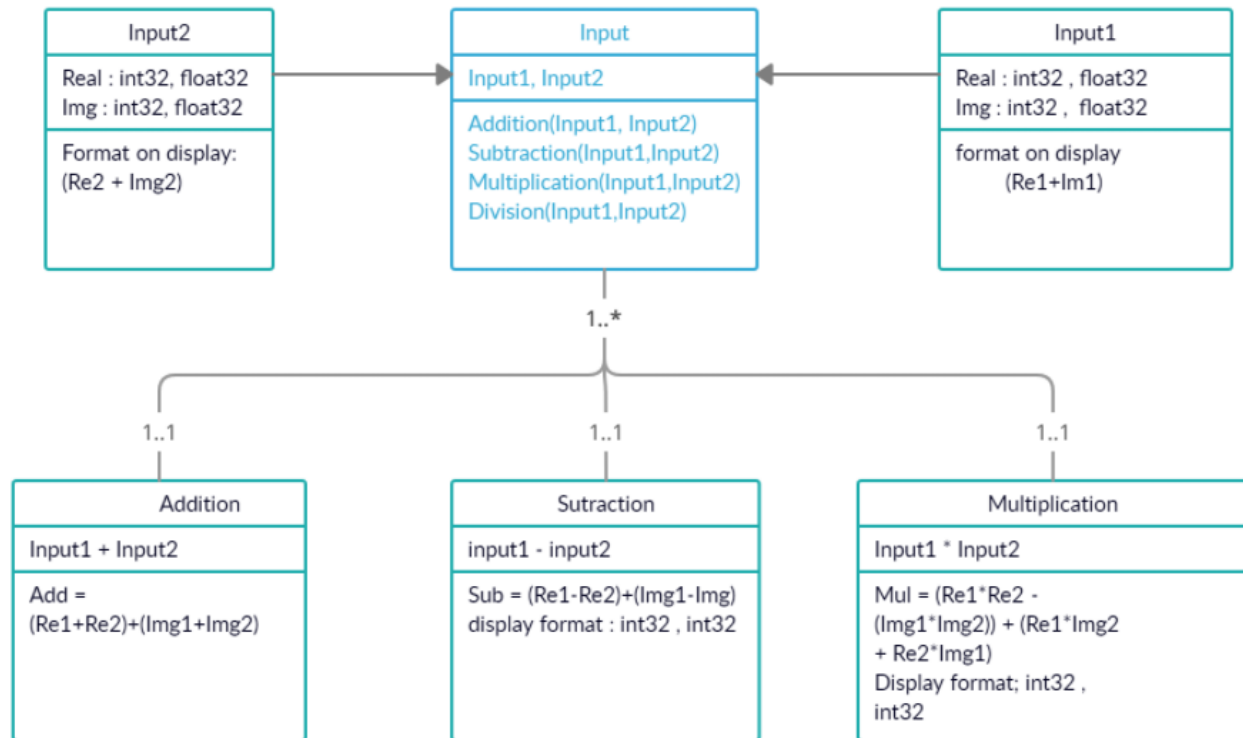 Input2
Real : int32, float32
Img : int32, float32
Format on display:
(Re2 + Img2)
Input
Input1, Input2
Addition(Input1, Input2)
Subtraction(Input1,Input2)
Multiplication(Input1,Input2)
Division(Input1,Input2)
Input1
Real : int32 , float32
Img : int32 , float32
format on display
(Re1+Im1)
1..*
1..1
1..1
1..1
Addition
Input1 + Input2
Add =
(Re1+Re2)+(Img1+Img2)
Sutraction
input1 - input2
Sub = (Re1-Re2)+(Img1-Img)
display format : int32 , int32
Multiplication
Input1 * Input2
Mul = (Re1*Re2 -
(Img1*Img2)) + (Re1*Img2
+ Re2*Img1)
Display format; int32 ,
int32